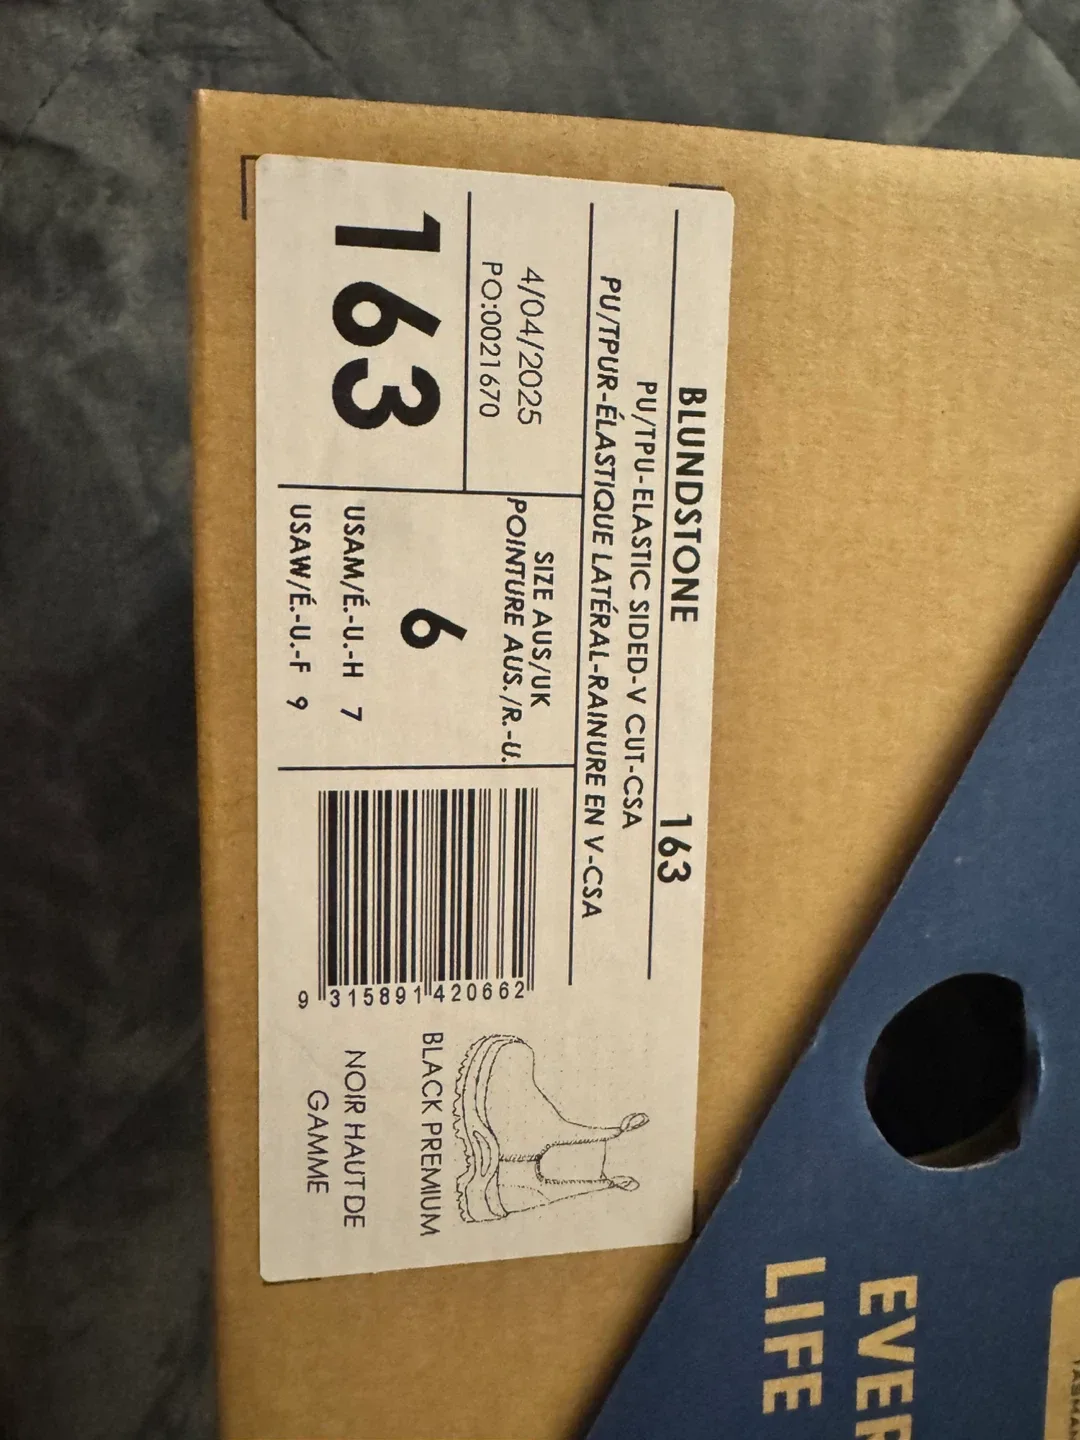 BLUNDSTONE 163
PU/TPU-ELASTIC SIDED-V CUT-CSA
PU/TPUR-ÉLASTIQUE LATÉRAL-RAINURE EN V-CSA
4/04/2025
PO:0021670
163
SIZE AUS/UK
POINTURE AUS./R.-U.
6
USAM/É.-U.-H 7
USAW/É.-U.-F 9
9 315891 420662
BLACK PREMIUM
NOIR HAUT DE
GAMME
LIFE